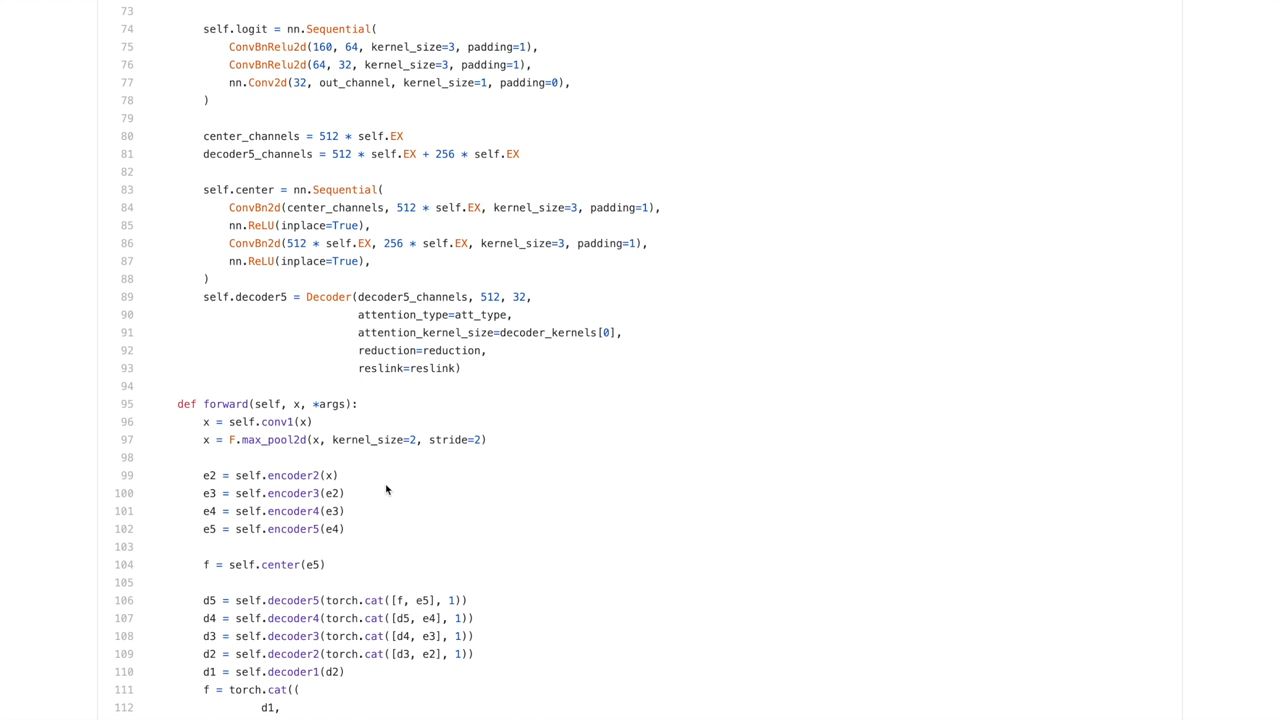 73
74 self.logit = nn.Sequential(
75 ConvBnRelu2d(160, 64, kernel_size=3, padding=1),
76 ConvBnRelu2d(64, 32, kernel_size=3, padding=1),
77 nn.Conv2d(32, out_channel, kernel_size=1, padding=0),
78 )
79
80 center_channels = 512 * self.EX
81 decoder5_channels = 512 * self.EX + 256 * self.EX
82
83 self.center = nn.Sequential(
84 ConvBn2d(center_channels, 512 * self.EX, kernel_size=3, padding=1),
85 nn.ReLU(inplace=True),
86 ConvBn2d(512 * self.EX, 256 * self.EX, kernel_size=3, padding=1),
87 nn.ReLU(inplace=True),
88 )
89 self.decoder5 = Decoder(decoder5_channels, 512, 32,
90 attention_type=att_type,
91 attention_kernel_size=decoder_kernels[0],
92 reduction=reduction,
93 reslink=reslink)
94
95 def forward(self, x, *args):
96 x = self.conv1(x)
97 x = F.max_pool2d(x, kernel_size=2, stride=2)
98
99 e2 = self.encoder2(x)
100 e3 = self.encoder3(e2)
101 e4 = self.encoder4(e3)
102 e5 = self.encoder5(e4)
103
104 f = self.center(e5)
105
106 d5 = self.decoder5(torch.cat([f, e5], 1))
107 d4 = self.decoder4(torch.cat([d5, e4], 1))
108 d3 = self.decoder3(torch.cat([d4, e3], 1))
109 d2 = self.decoder2(torch.cat([d3, e2], 1))
110 d1 = self.decoder1(d2)
111 f = torch.cat((
112 d1,